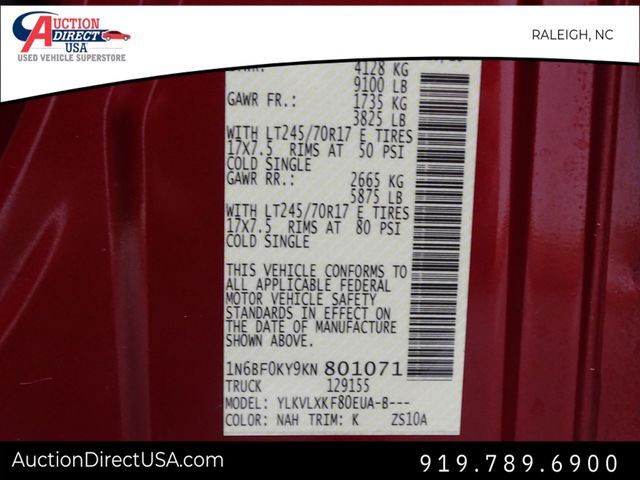 AUCTION
DIRECT
USA
USED VEHICLE SUPERSTORE
RALEIGH, NC
4128 KG
9100 LB
GAWR FR.: 1735 KG
3825 LB
WITH LT245/70R17 E TIRES
17X7.5 RIMS AT 50 PSI
COLD SINGLE
GAWR RR.: 2665 KG
5875 LB
WITH LT245/70R17 E TIRES
17X7.5 RIMS AT 80 PSI
COLD SINGLE
THIS VEHICLE CONFORMS TO
ALL APPLICABLE FEDERAL
MOTOR VEHICLE SAFETY
STANDARDS IN EFFECT ON
THE DATE OF MANUFACTURE
SHOWN ABOVE.
1N6BF0KY9KN 801071
TRUCK 129155
MODEL: YLKVLXKF80EUA-B---
COLOR: NAH TRIM: K ZS10A
AuctionDirectUSA.com
919.789.6900